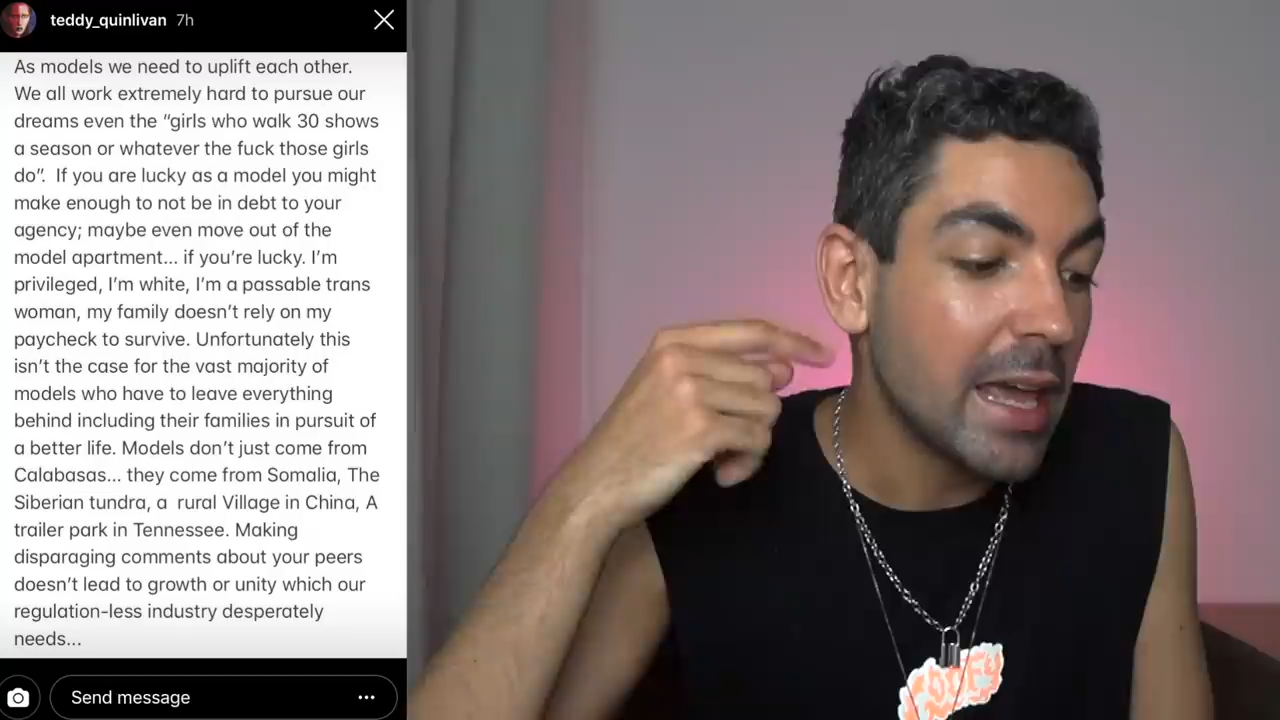 teddy_quinlivan 7h
As models we need to uplift each other.
We all work extremely hard to pursue our
dreams even the “girls who walk 30 shows
a season or whatever the fuck those girls
do”.  If you are lucky as a model you might
make enough to not be in debt to your
agency; maybe even move out of the
model apartment... if you’re lucky. I’m
privileged, I’m white, I’m a passable trans
woman, my family doesn’t rely on my
paycheck to survive. Unfortunately this
isn’t the case for the vast majority of
models who have to leave everything
behind including their families in pursuit of
a better life. Models don’t just come from
Calabasas... they come from Somalia, The
Siberian tundra, a  rural Village in China, A
trailer park in Tennessee. Making
disparaging comments about your peers
doesn’t lead to growth or unity which our
regulation-less industry desperately
needs...
Send message